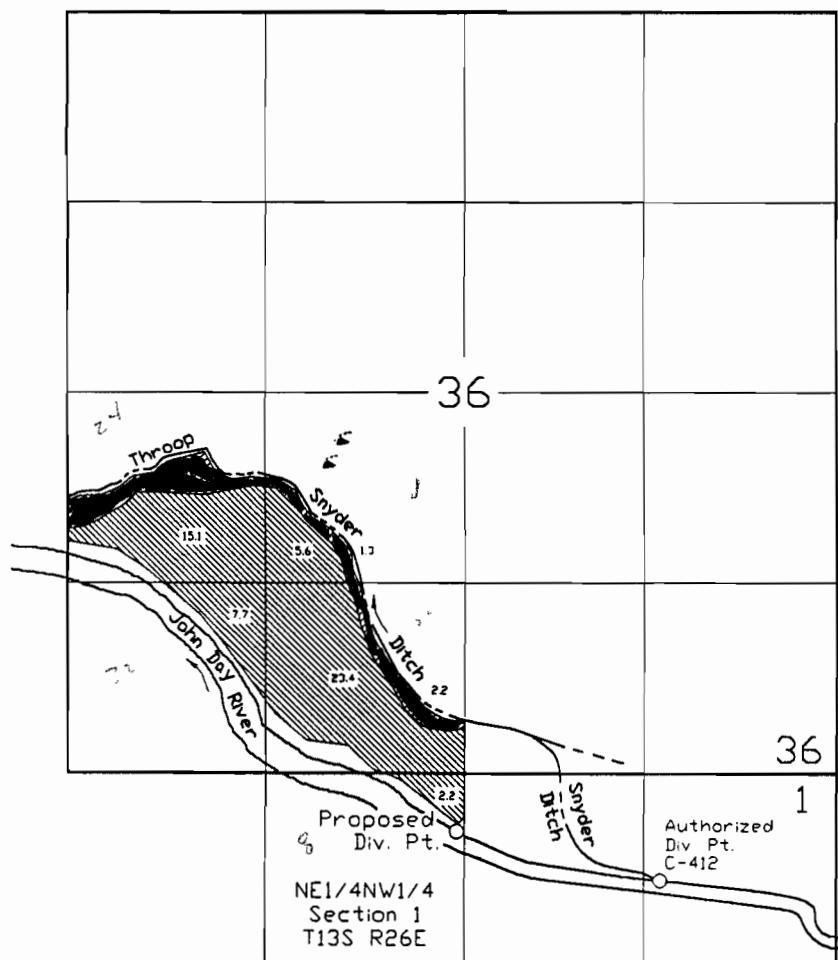 36
24
Throop
Snyder
15.1
5.6
1.3
7.7
John Day
River
Ditch
23.4
2.2
32
36
1
2.2
Snyder
Ditch
Proposed
Div. Pt.
Authorized
Div Pt.
C-412
NE1/4NW1/4
Section 1
T13S R26E